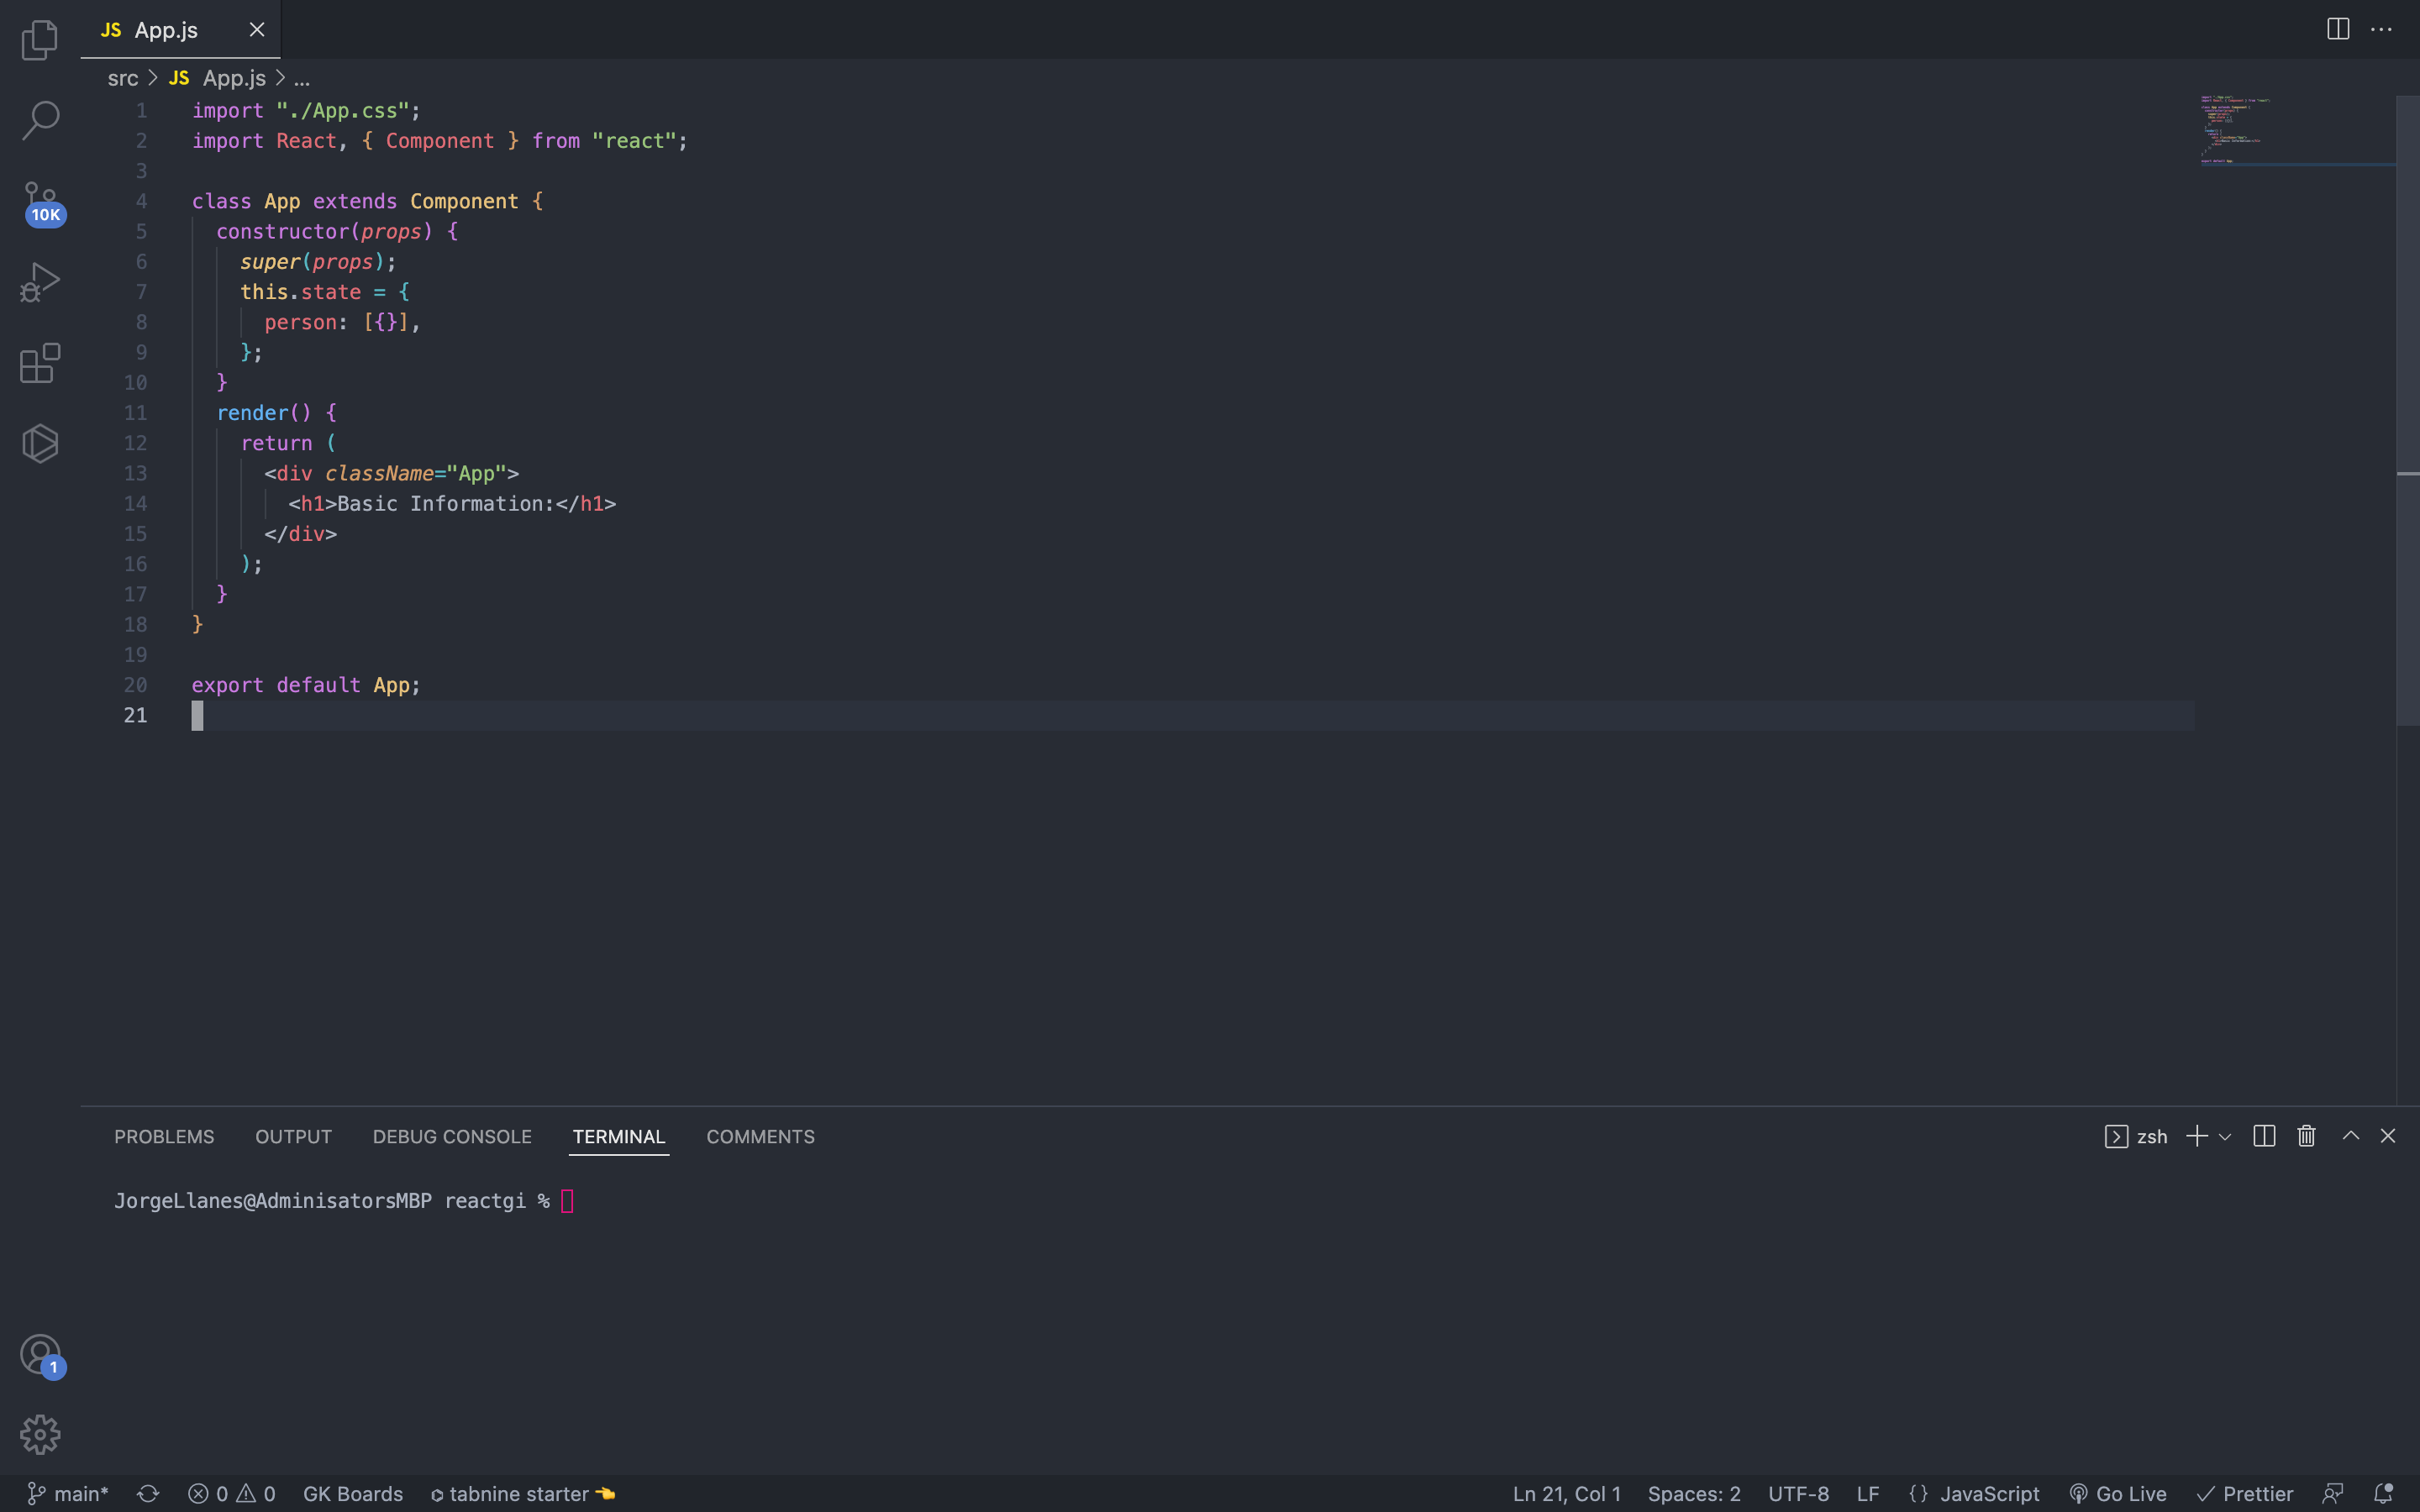 JS App.js
src > JS App.js > ...
1 import "./App.css";
2 import React, { Component } from "react";
3
4 class App extends Component {
5 constructor(props) {
6 super(props);
7 this.state = {
8 person: [{}],
9 };
10 }
11 render() {
12 return (
13 <div className="App">
14 <h1>Basic Information:</h1>
15 </div>
16 );
17 }
18 }
19
20 export default App;
21
10K
PROBLEMS OUTPUT DEBUG CONSOLE TERMINAL COMMENTS
zsh
JorgeLlanes@AdminisatorsMBP reactgi %
1
main* 0 0 GK Boards tabnine starter
Ln 21, Col 1 Spaces: 2 UTF-8 LF {} JavaScript Go Live Prettier